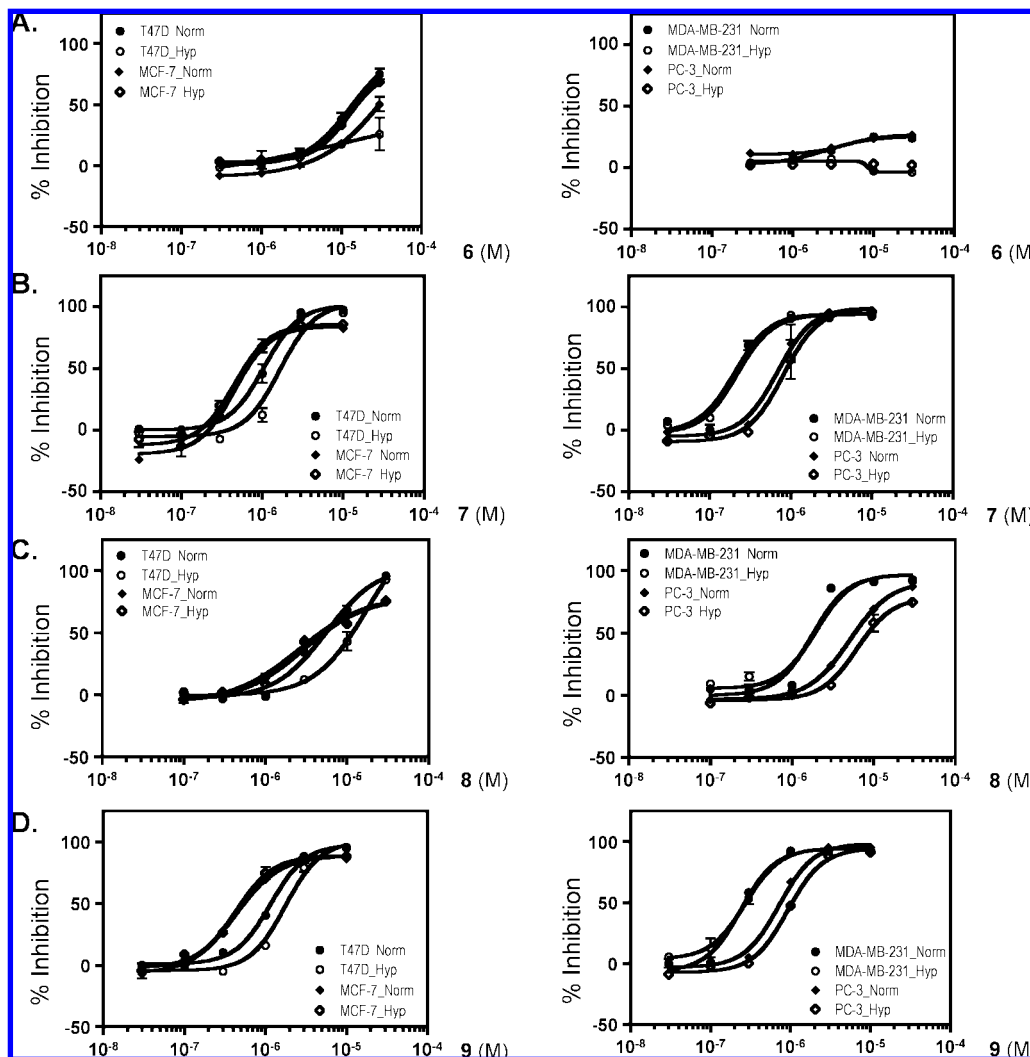 A.
% Inhibition
100
50
0
-50
T47D Norm
T47D_Hyp
MCF-7_Norm
MCF-7 Hyp
10-8 10-7 10-6 10-5 10-4
6 (M)
% Inhibition
100
50
0
-50
MDA-MB-231 Norm
MDA-MB-231_Hyp
PC-3_Norm
PC-3_Hyp
10-8 10-7 10-6 10-5 10-4
6 (M)
B.
% Inhibition
100
50
0
-50
T47D_Norm
T47D_Hyp
MCF-7 Norm
MCF-7 Hyp
10-8 10-7 10-6 10-5 10-4
7 (M)
% Inhibition
100
50
0
-50
MDA-MB-231 Norm
MDA-MB-231_Hyp
PC-3 Norm
PC-3_Hyp
10-8 10-7 10-6 10-5 10-4
7 (M)
C.
% Inhibition
100
50
0
-50
T47D Norm
T47D_Hyp
MCF-7_Norm
MCF-7_Hyp
10-8 10-7 10-6 10-5 10-4
8 (M)
% Inhibition
100
50
0
-50
MDA-MB-231 Norm
MDA-MB-231_Hyp
PC-3_Norm
PC-3 Hyp
10-8 10-7 10-6 10-5 10-4
8 (M)
D.
% Inhibition
100
50
0
-50
T47D Norm
T47D_Hyp
MCF-7_Norm
MCF-7_Hyp
10-8 10-7 10-6 10-5 10-4
9 (M)
% Inhibition
100
50
0
-50
MDA-MB-231_Norm
MDA-MB-231_Hyp
PC-3_Norm
PC-3_Hyp
10-8 10-7 10-6 10-5 10-4
9 (M)